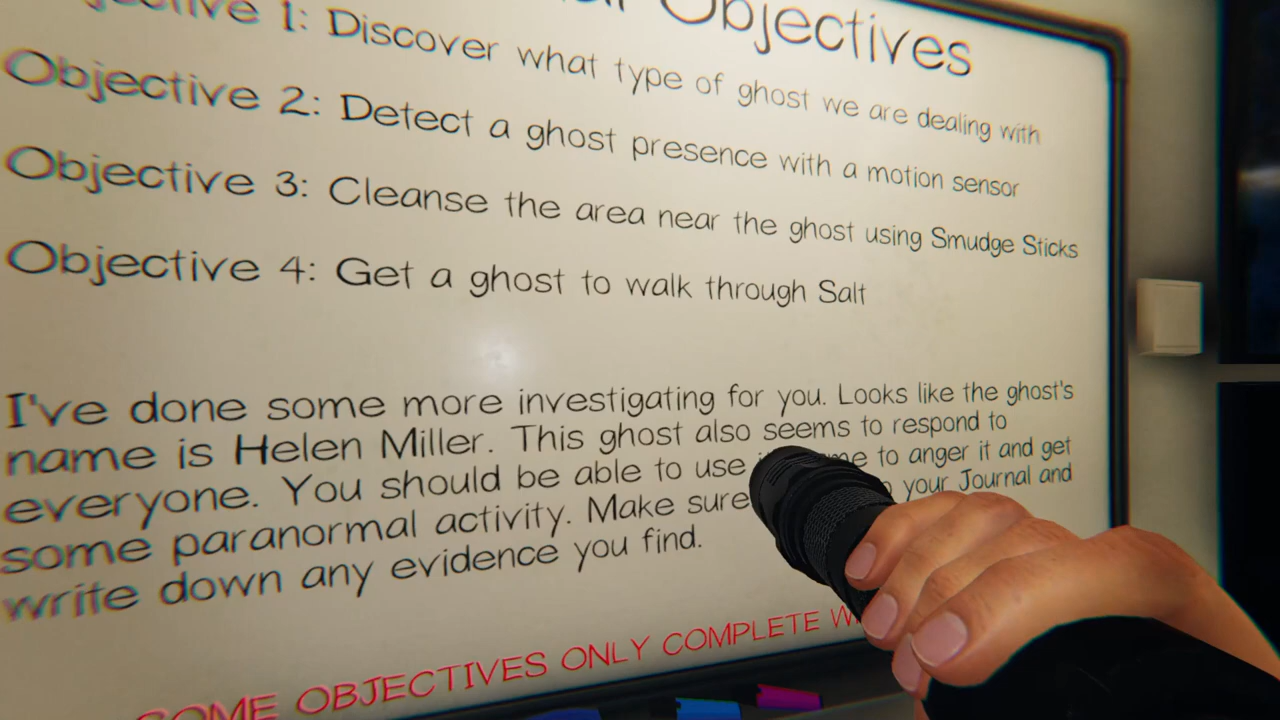 Objectives
Objective 1: Discover what type of ghost we are dealing with
Objective 2: Detect a ghost presence with a motion sensor
Objective 3: Cleanse the area near the ghost using Smudge Sticks
Objective 4: Get a ghost to walk through Salt
I've done some more investigating for you. Looks like the ghost's
name is Helen Miller. This ghost also seems to respond to
everyone. You should be able to use to anger it and get
some paranormal activity. Make sure your Journal and
write down any evidence you find.
SOME OBJECTIVES ONLY COMPLETE